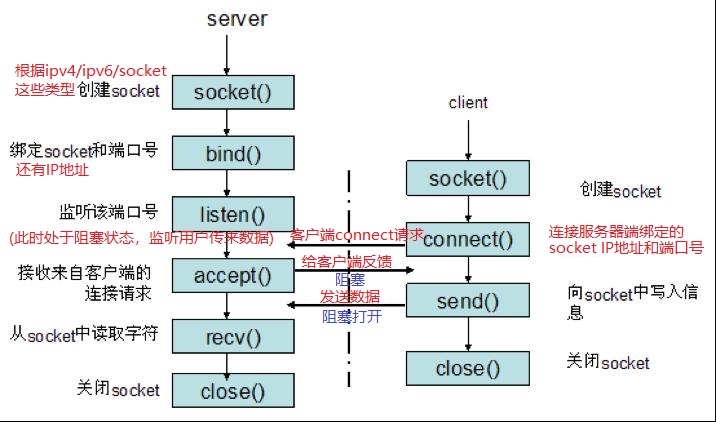 server
根据ipv4/ipv6/socket
这些类型创建socket
socket()
client
绑定socket和端口号
还有IP地址
bind()
socket()
创建socket
监听该端口号
listen()
(此时处于阻塞状态，监听用户传来数据)
客户端connect请求
connect()
连接服务器端绑定的
socket IP地址和端口号
接收来自客户端的
连接请求
accept()
给客户端反馈
阻塞
发送数据
阻塞打开
send()
向socket中写入信
息
从socket中读取字符
recv()
close()
关闭socket
关闭socket
close()